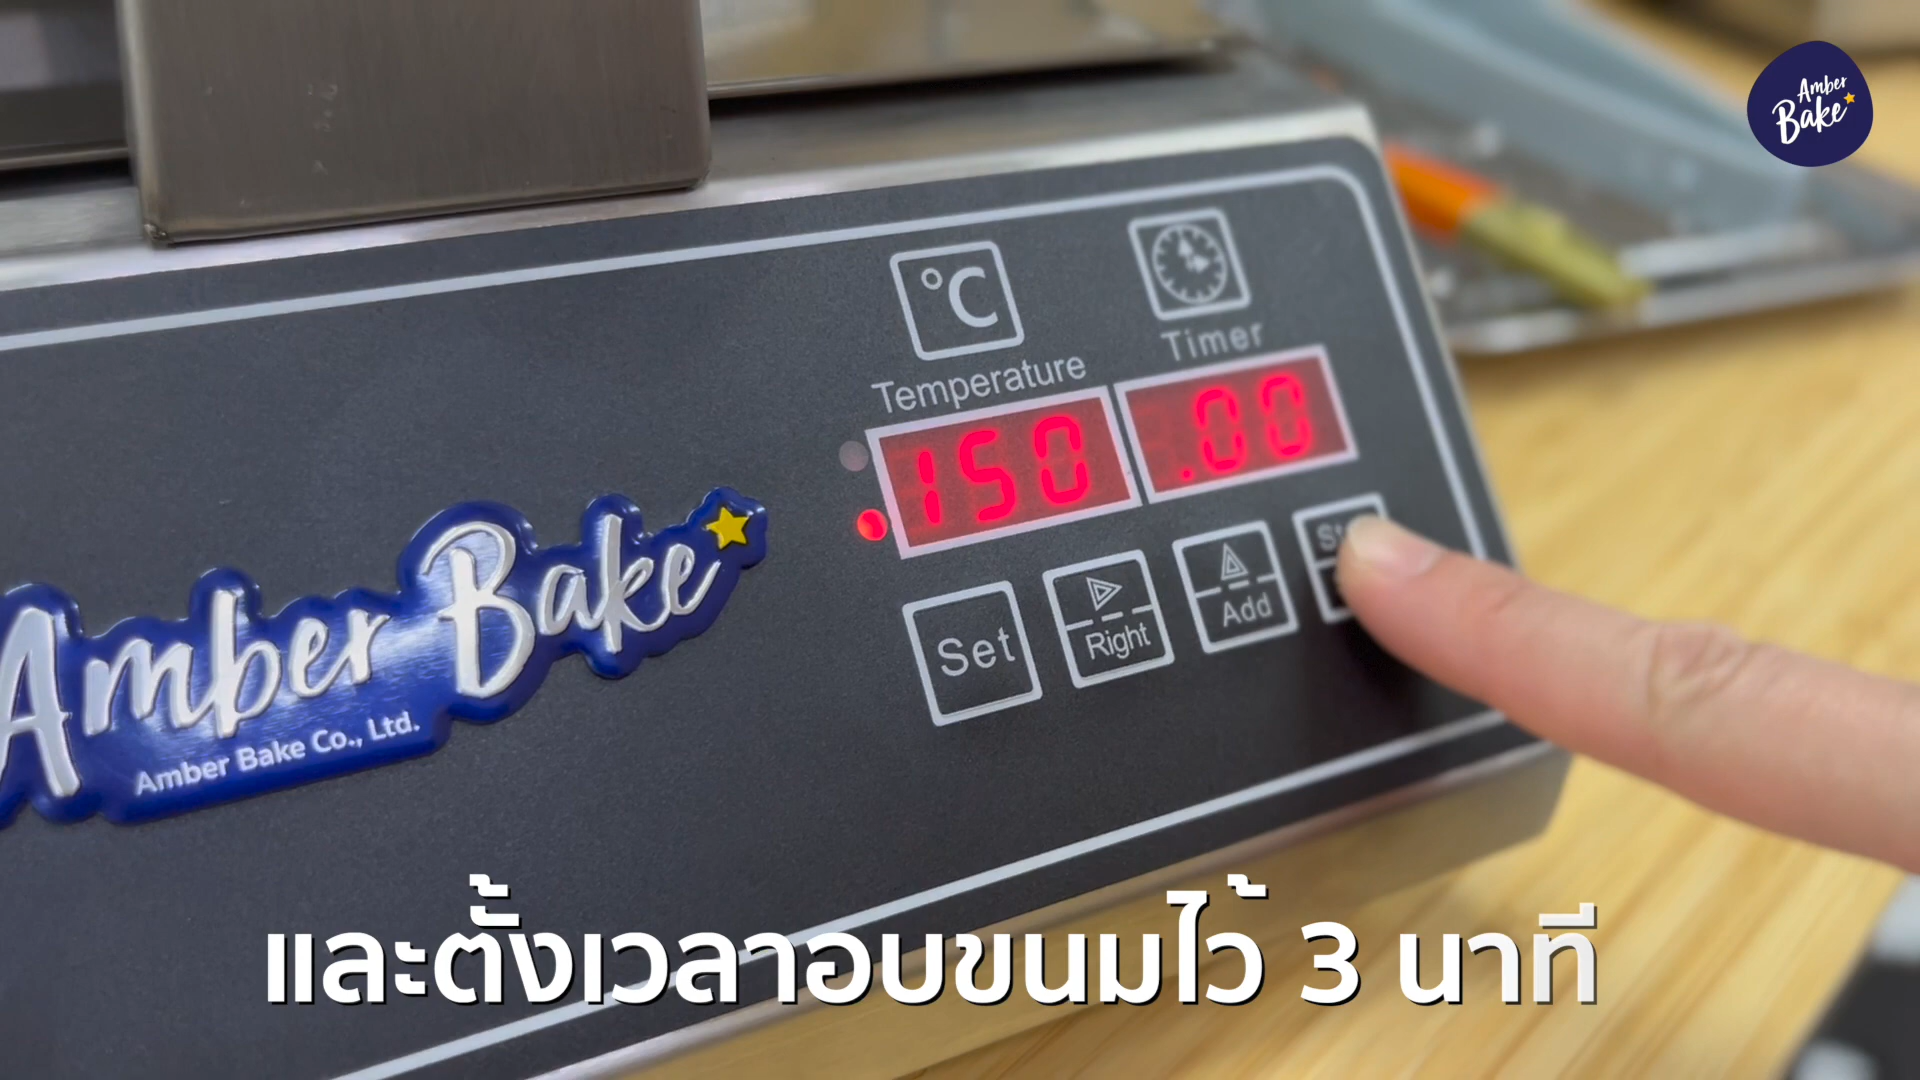 Amber
Bake
°C
Temperature
Timer
150
.00
Set
Right
Add
Amber Bake
Amber Bake Co., Ltd.
และตั้งเวลาอบขนมไว้ 3 นาที